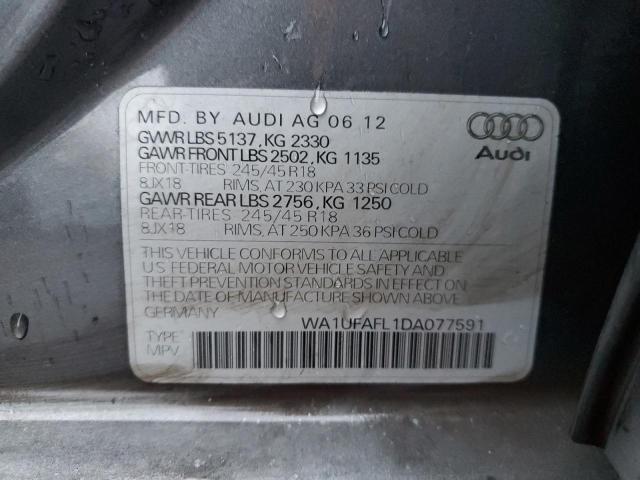 MFD. BY AUDI AG 06 12
GVWR LBS 5137, KG 2330
GAWR FRONT LBS 2502, KG 1135
FRONT-TIRES 245/45 R18
8JX18 RIMS, AT 230 KPA 33 PSI COLD
GAWR REAR LBS 2756, KG 1250
REAR-TIRES 245/45 R18
8JX18 RIMS, AT 250 KPA 36 PSI COLD
Audi
THIS VEHICLE CONFORMS TO ALL APPLICABLE
U.S. FEDERAL MOTOR VEHICLE SAFETY AND
THEFT PREVENTION STANDARDS IN EFFECT ON
THE DATE OF MANUFACTURE SHOWN ABOVE.
GERMANY
WA1UFAFL1DA077591
TYPE:
MPV